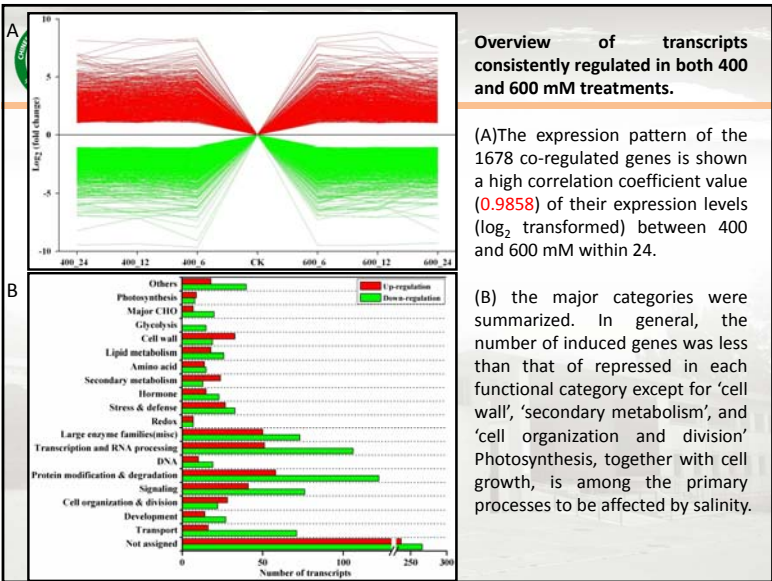 A
CHINA
10
5
0
-5
-10
Log2 (fold change)
400_24 400_12 400_6 CK 600_6 600_12 600_24
B
Others
Photosynthesis
Major CHO
Glycolysis
Cell wall
Lipid metabolism
Amino acid
Secondary metabolism
Hormone
Stress & defense
Redox
Large enzyme families(misc)
Transcription and RNA processing
DNA
Protein modification & degradation
Signaling
Cell organization & division
Development
Transport
Not assigned
Up-regulation
Down-regulation
0 50 100 250 300
Number of transcripts
Overview of transcripts
consistently regulated in both 400
and 600 mM treatments.
(A)The expression pattern of the
1678 co-regulated genes is shown
a high correlation coefficient value
(0.9858) of their expression levels
(log2 transformed) between 400
and 600 mM within 24.
(B) the major categories were
summarized. In general, the
number of induced genes was less
than that of repressed in each
functional category except for ‘cell
wall’, ‘secondary metabolism’, and
‘cell organization and division’
Photosynthesis, together with cell
growth, is among the primary
processes to be affected by salinity.